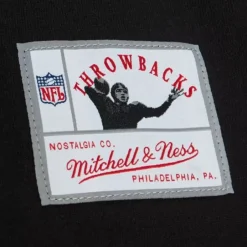 THROWBACKS
NFL
NOSTALGIA CO.
Mitchell & Ness
PHILADELPHIA, PA.